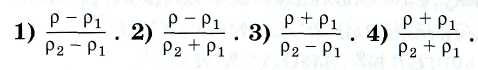 1) (ρ − ρ₁)/(ρ₂ − ρ₁) . 2) (ρ − ρ₁)/(ρ₂ + ρ₁) . 3) (ρ + ρ₁)/(ρ₂ − ρ₁) . 4) (ρ + ρ₁)/(ρ₂ + ρ₁) .